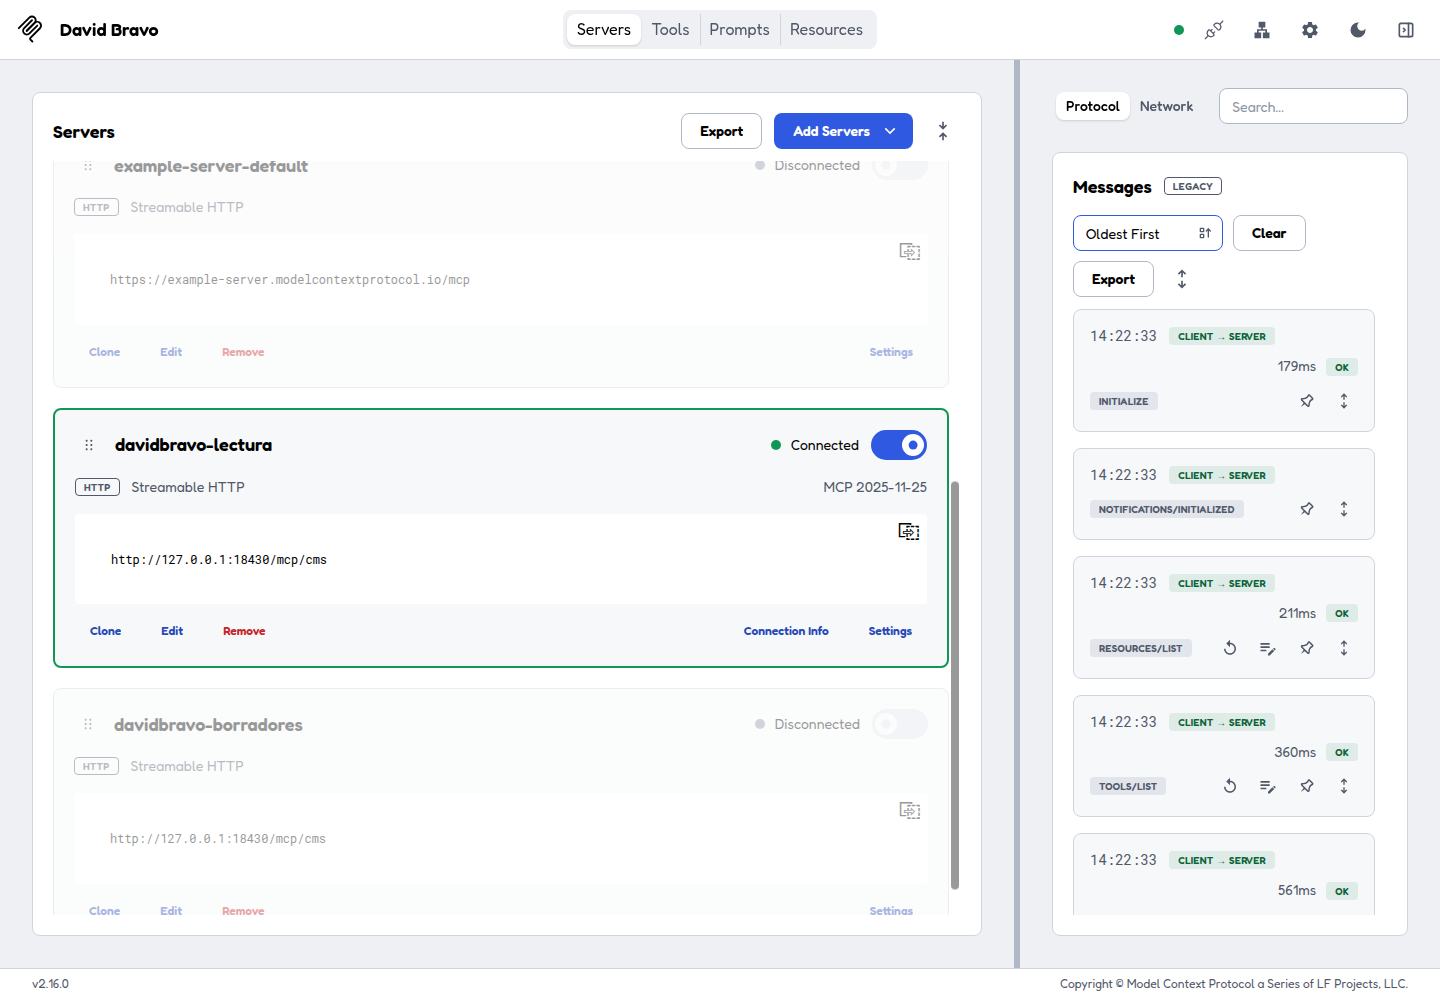 David Bravo
Servers
Tools
Prompts
Resources
Servers
Export
Add Servers
example-server-default
Disconnected
HTTP
Streamable HTTP
https://example-server.modelcontextprotocol.io/mcp
Clone
Edit
Remove
Settings
davidbravo-lectura
Connected
HTTP
Streamable HTTP
MCP 2025-11-25
http://127.0.0.1:18430/mcp/cms
Clone
Edit
Remove
Connection Info
Settings
davidbravo-borradores
Disconnected
HTTP
Streamable HTTP
http://127.0.0.1:18430/mcp/cms
Clone
Edit
Remove
Settings
Protocol
Network
Search...
Messages
LEGACY
Oldest First
Clear
Export
14:22:33
CLIENT → SERVER
179ms
OK
INITIALIZE
14:22:33
CLIENT → SERVER
NOTIFICATIONS/INITIALIZED
14:22:33
CLIENT → SERVER
211ms
OK
RESOURCES/LIST
14:22:33
CLIENT → SERVER
360ms
OK
TOOLS/LIST
14:22:33
CLIENT → SERVER
561ms
OK
v2.16.0
Copyright © Model Context Protocol a Series of LF Projects, LLC.